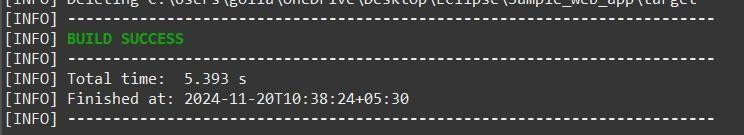 [INFO] Deleting C:\Users\golla\OneDrive\Desktop\Eclipse\Sample_web_app\target
[INFO] ------------------------------------------------------------------------
[INFO] BUILD SUCCESS
[INFO] ------------------------------------------------------------------------
[INFO] Total time:  5.393 s
[INFO] Finished at: 2024-11-20T10:38:24+05:30
[INFO] ------------------------------------------------------------------------